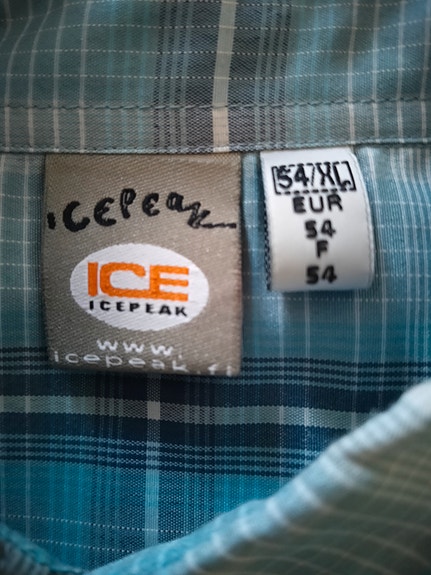 icepeak
ICE
ICEPEAK
www.
icepeak.fi
54/XL
EUR
54
F
54